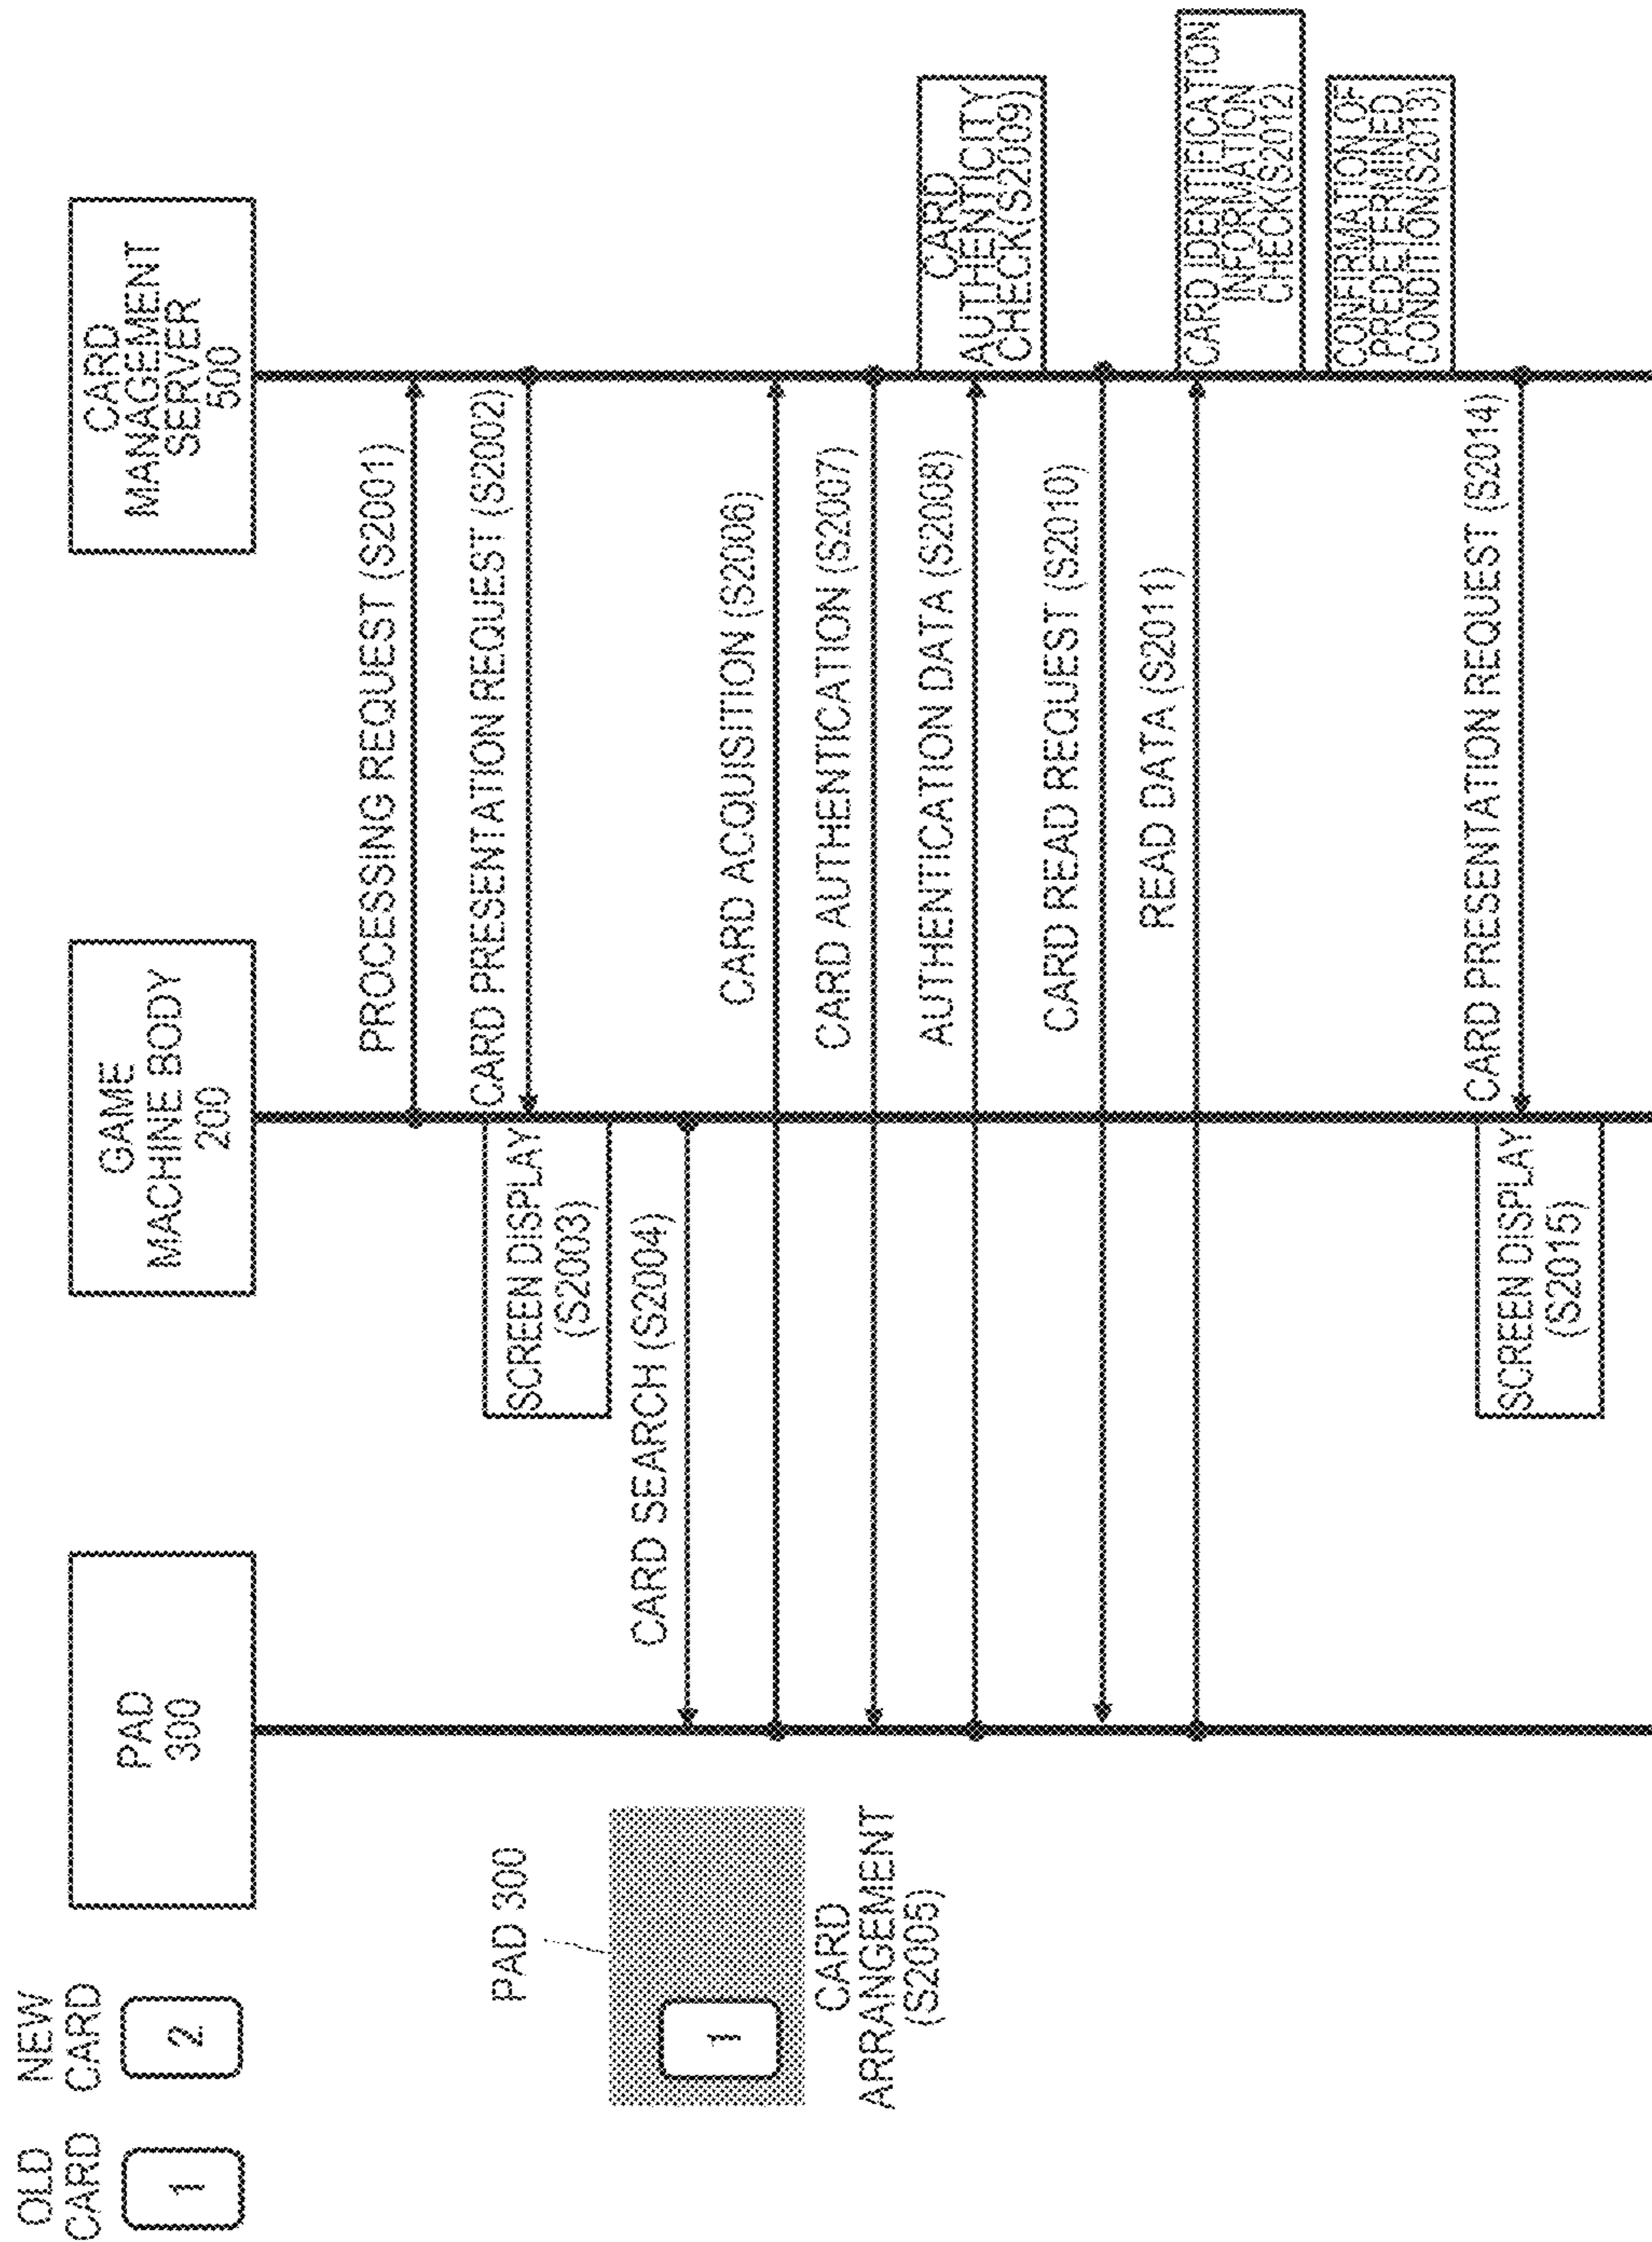 OLD
CARD
1
NEW
CARD
2
PAD
300
GAME
MACHINE BODY
200
CARD
MANAGEMENT
SERVER
500
PROCESSING REQUEST (S2001)
CARD PRESENTATION REQUEST (S2002)
SCREEN DISPLAY
(S2003)
CARD SEARCH (S2004)
PAD 300
1
CARD
ARRANGEMENT
(S2005)
CARD ACQUISITION (S2006)
CARD AUTHENTICATION (S2007)
AUTHENTICATION DATA (S2008)
CARD
AUTHENTICITY
CHECK(S2009)
CARD READ REQUEST (S2010)
READ DATA (S2011)
CARD IDENTIFICATION
INFORMATION
CHECK(S2012)
CONFIRMATION OF
PREDETERMINED
CONDITION(S2013)
CARD PRESENTATION REQUEST (S2014)
SCREEN DISPLAY
(S2015)